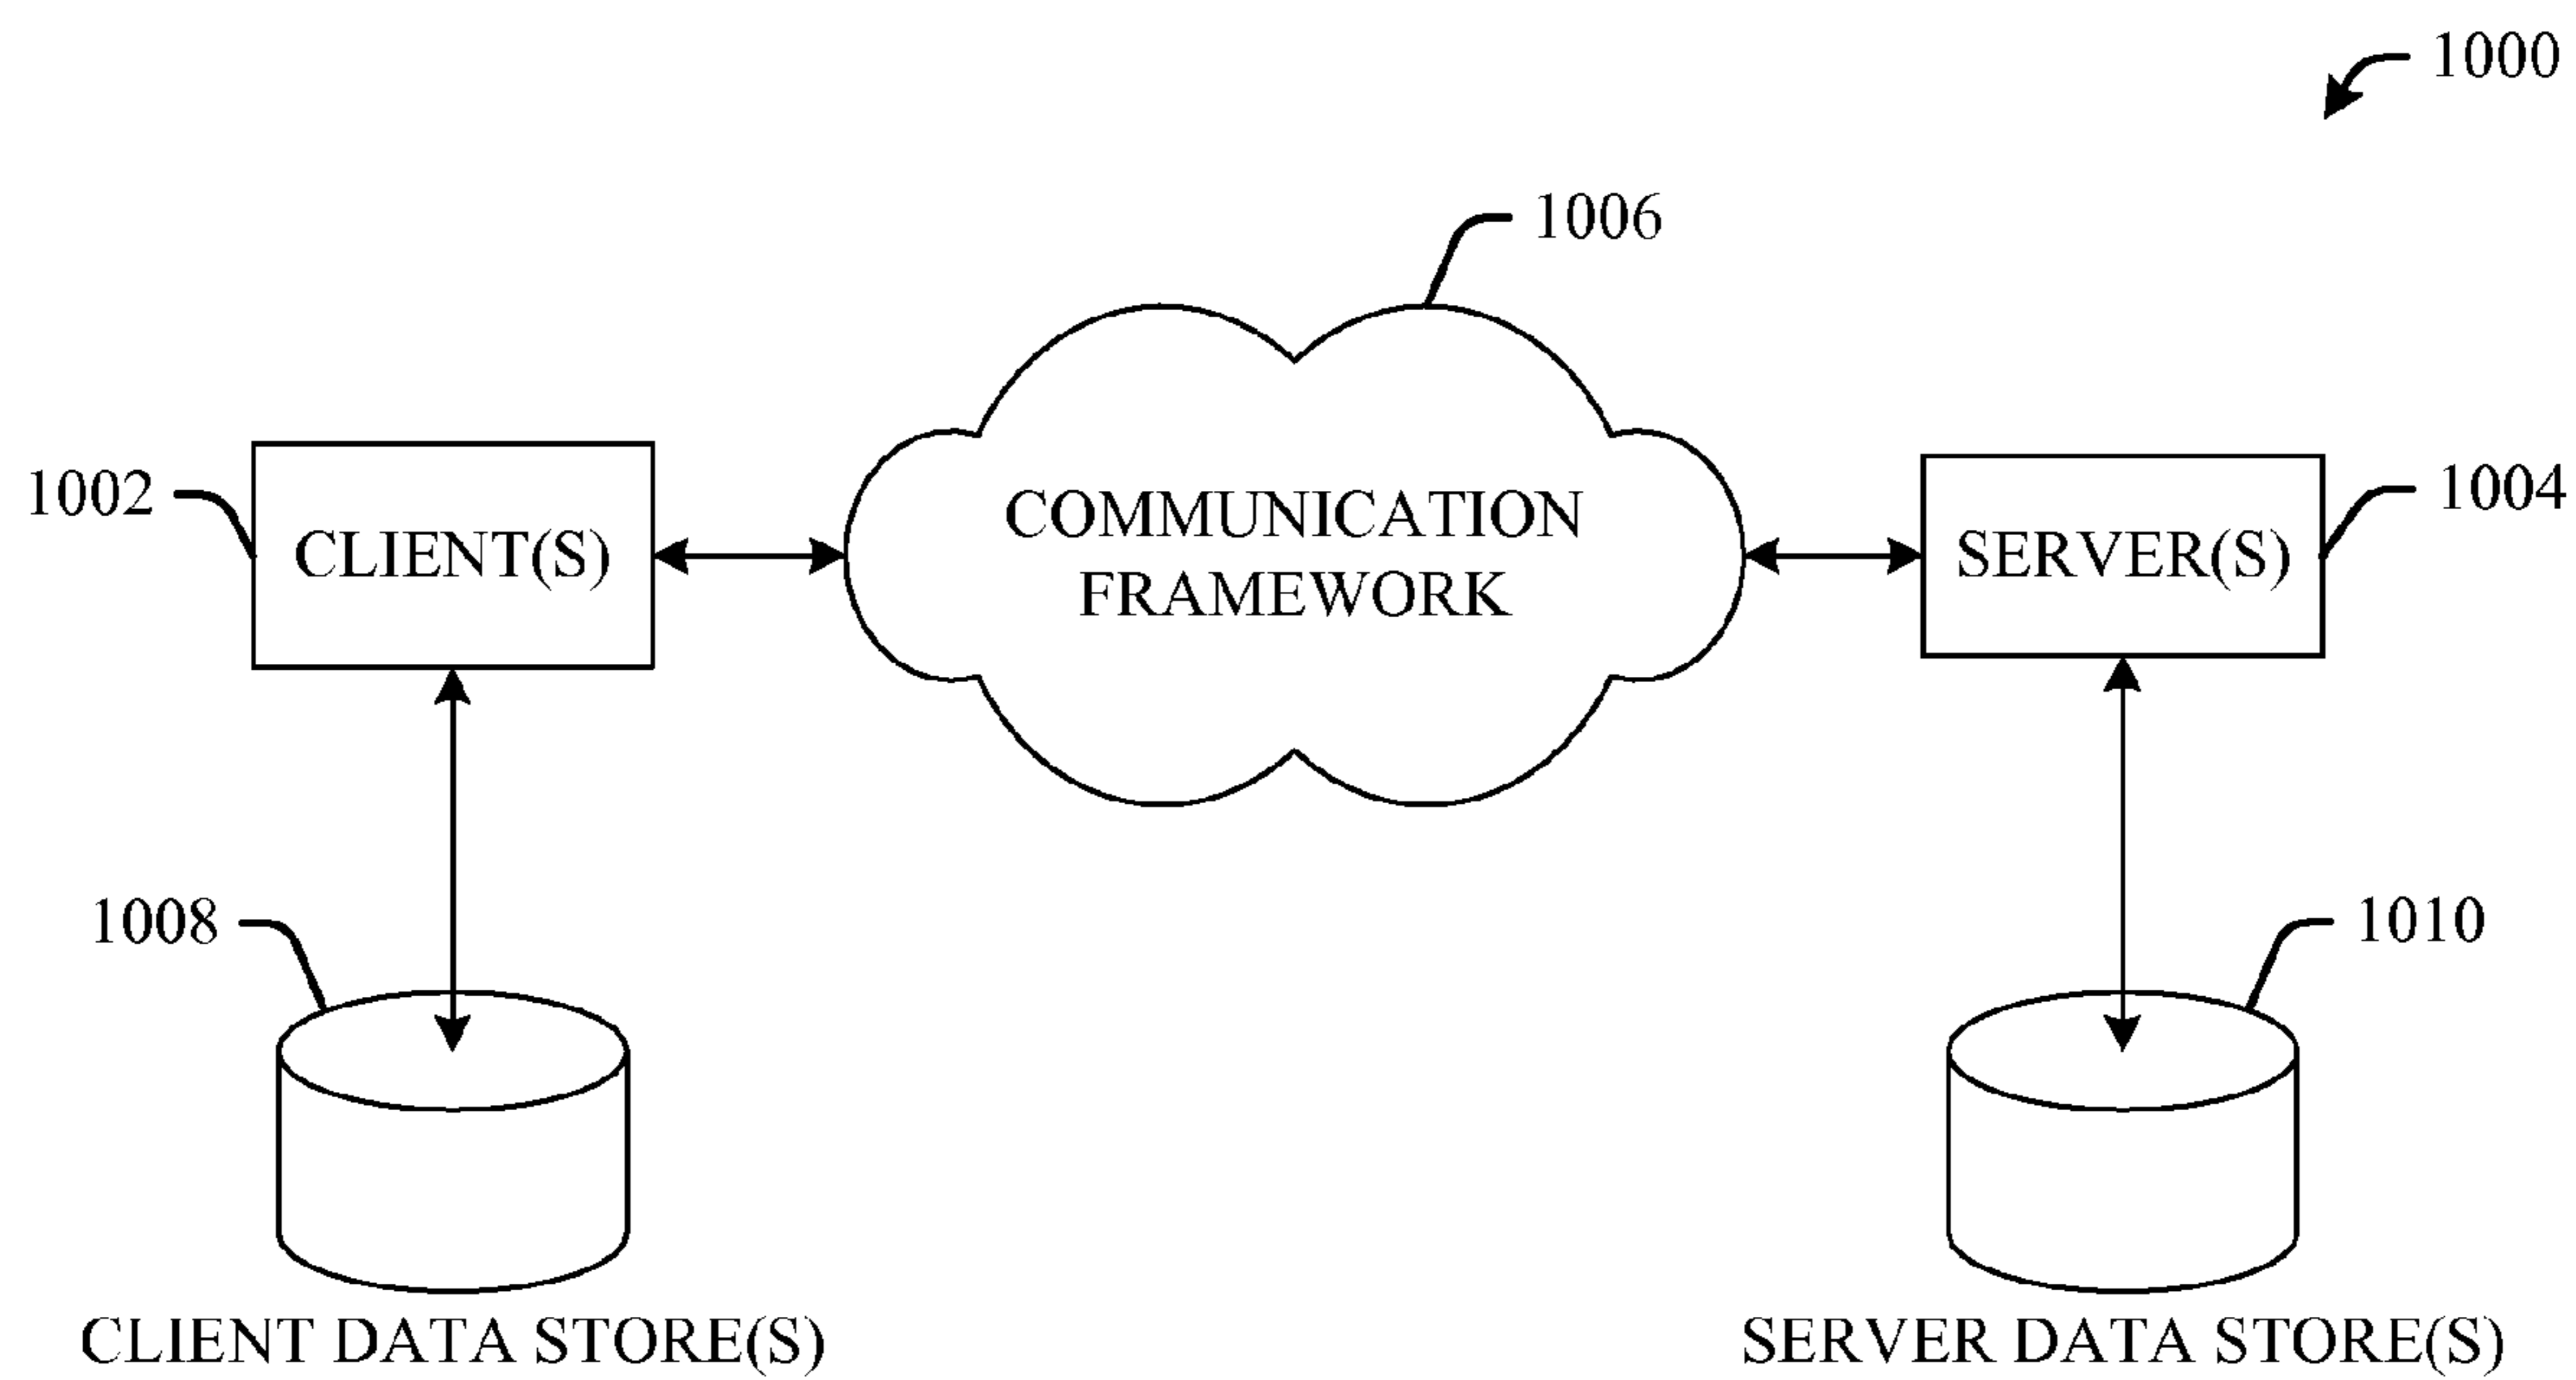 1000
1006
1002
CLIENT(S)
COMMUNICATION
FRAMEWORK
SERVER(S)
1004
1008
1010
CLIENT DATA STORE(S)
SERVER DATA STORE(S)